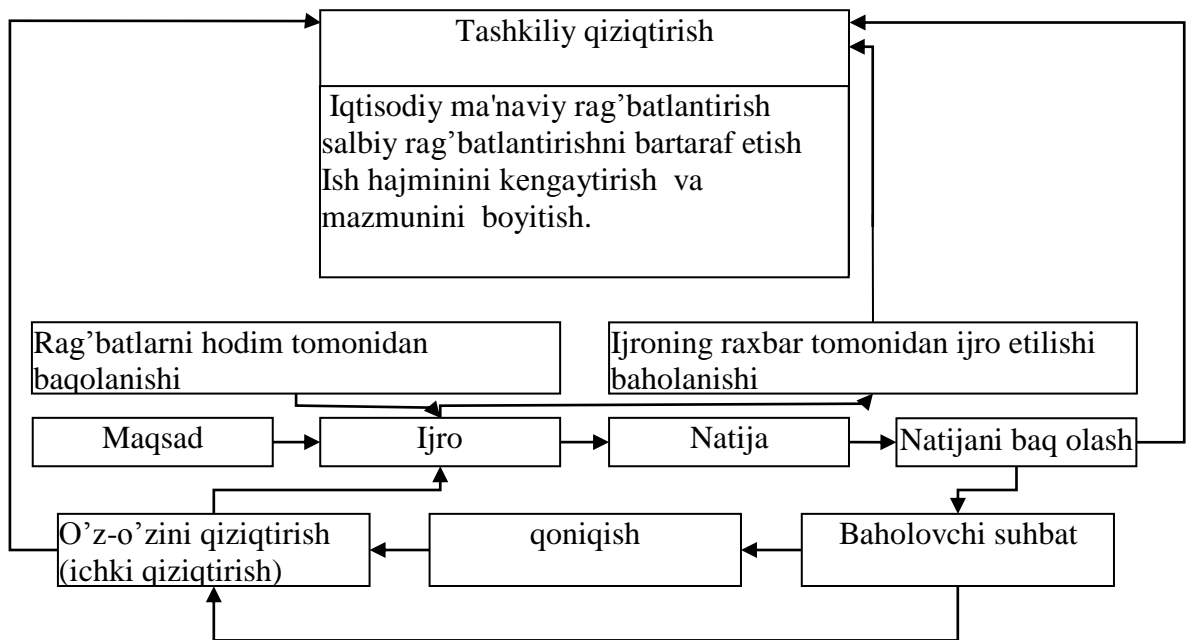 Tashkiliy qiziqtirish
Iqtisodiy ma'naviy rag’batlantirish
salbiy rag’batlantirishni bartaraf etish
Ish hajminini kengaytirish va
mazmunini boyitish.
Rag’batlarni hodim tomonidan
baqolanishi
Ijroning raxbar tomonidan ijro etilishi
baholanishi
Maqsad
Ijro
Natija
Natijani baq olash
O’z-o’zini qiziqtirish
(ichki qiziqtirish)
qoniqish
Baholovchi suhbat